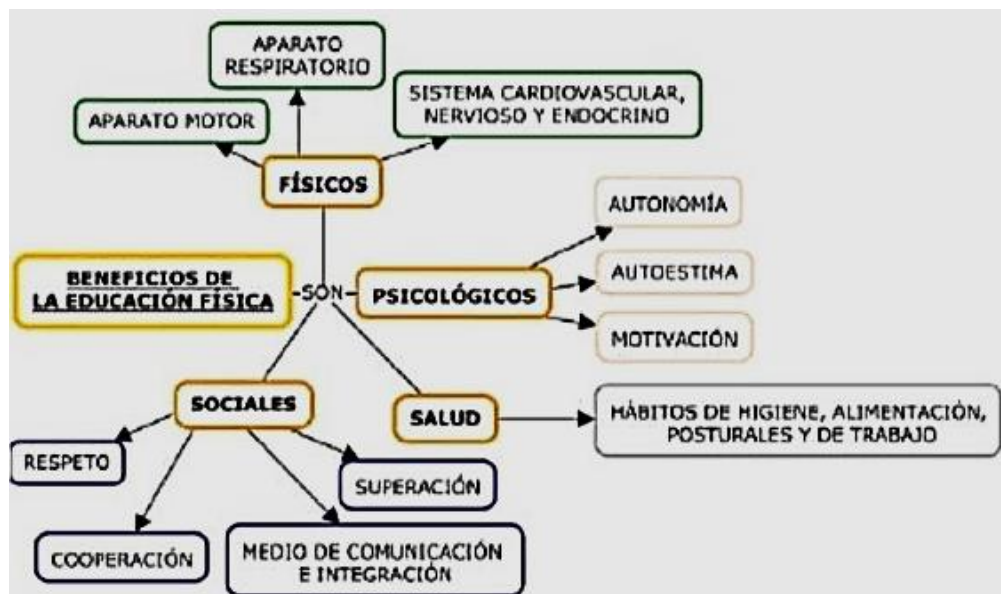 APARATO
RESPIRATORIO
SISTEMA CARDIOVASCULAR,
NERVIOSO Y ENDOCRINO
APARATO MOTOR
FÍSICOS
AUTONOMÍA
BENEFICIOS DE
LA EDUCACIÓN FÍSICA
SON
PSICOLÓGICOS
AUTOESTIMA
MOTIVACIÓN
SOCIALES
SALUD
HÁBITOS DE HIGIENE, ALIMENTACIÓN,
POSTURALES Y DE TRABAJO
RESPETO
SUPERACIÓN
COOPERACIÓN
MEDIO DE COMUNICACIÓN
E INTEGRACIÓN